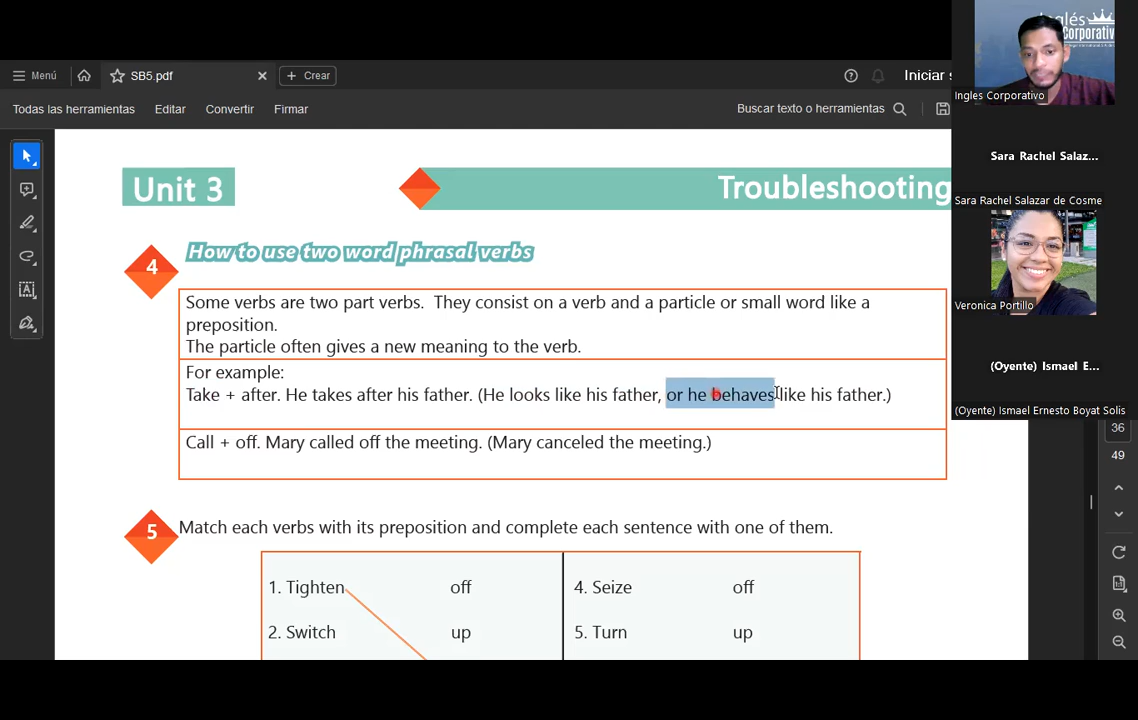 Inglés
Corporativo
Ingles Corporativo
Menú
SB5.pdf
Crear
Iniciar s
Todas las herramientas
Editar
Convertir
Firmar
Buscar texto o herramientas
Sara Rachel Salaz...
Sara Rachel Salazar de Cosme
Unit 3
Troubleshooting
How to use two word phrasal verbs
4
Some verbs are two part verbs. They consist on a verb and a particle or small word like a
preposition.
The particle often gives a new meaning to the verb.
For example:
Take + after. He takes after his father. (He looks like his father, or he behaves like his father.)
Call + off. Mary called off the meeting. (Mary canceled the meeting.)
Veronica Portillo
(Oyente) Ismael E...
(Oyente) Ismael Ernesto Boyat Solis
36
49
5
Match each verbs with its preposition and complete each sentence with one of them.
1. Tighten off 4. Seize off
2. Switch up 5. Turn up